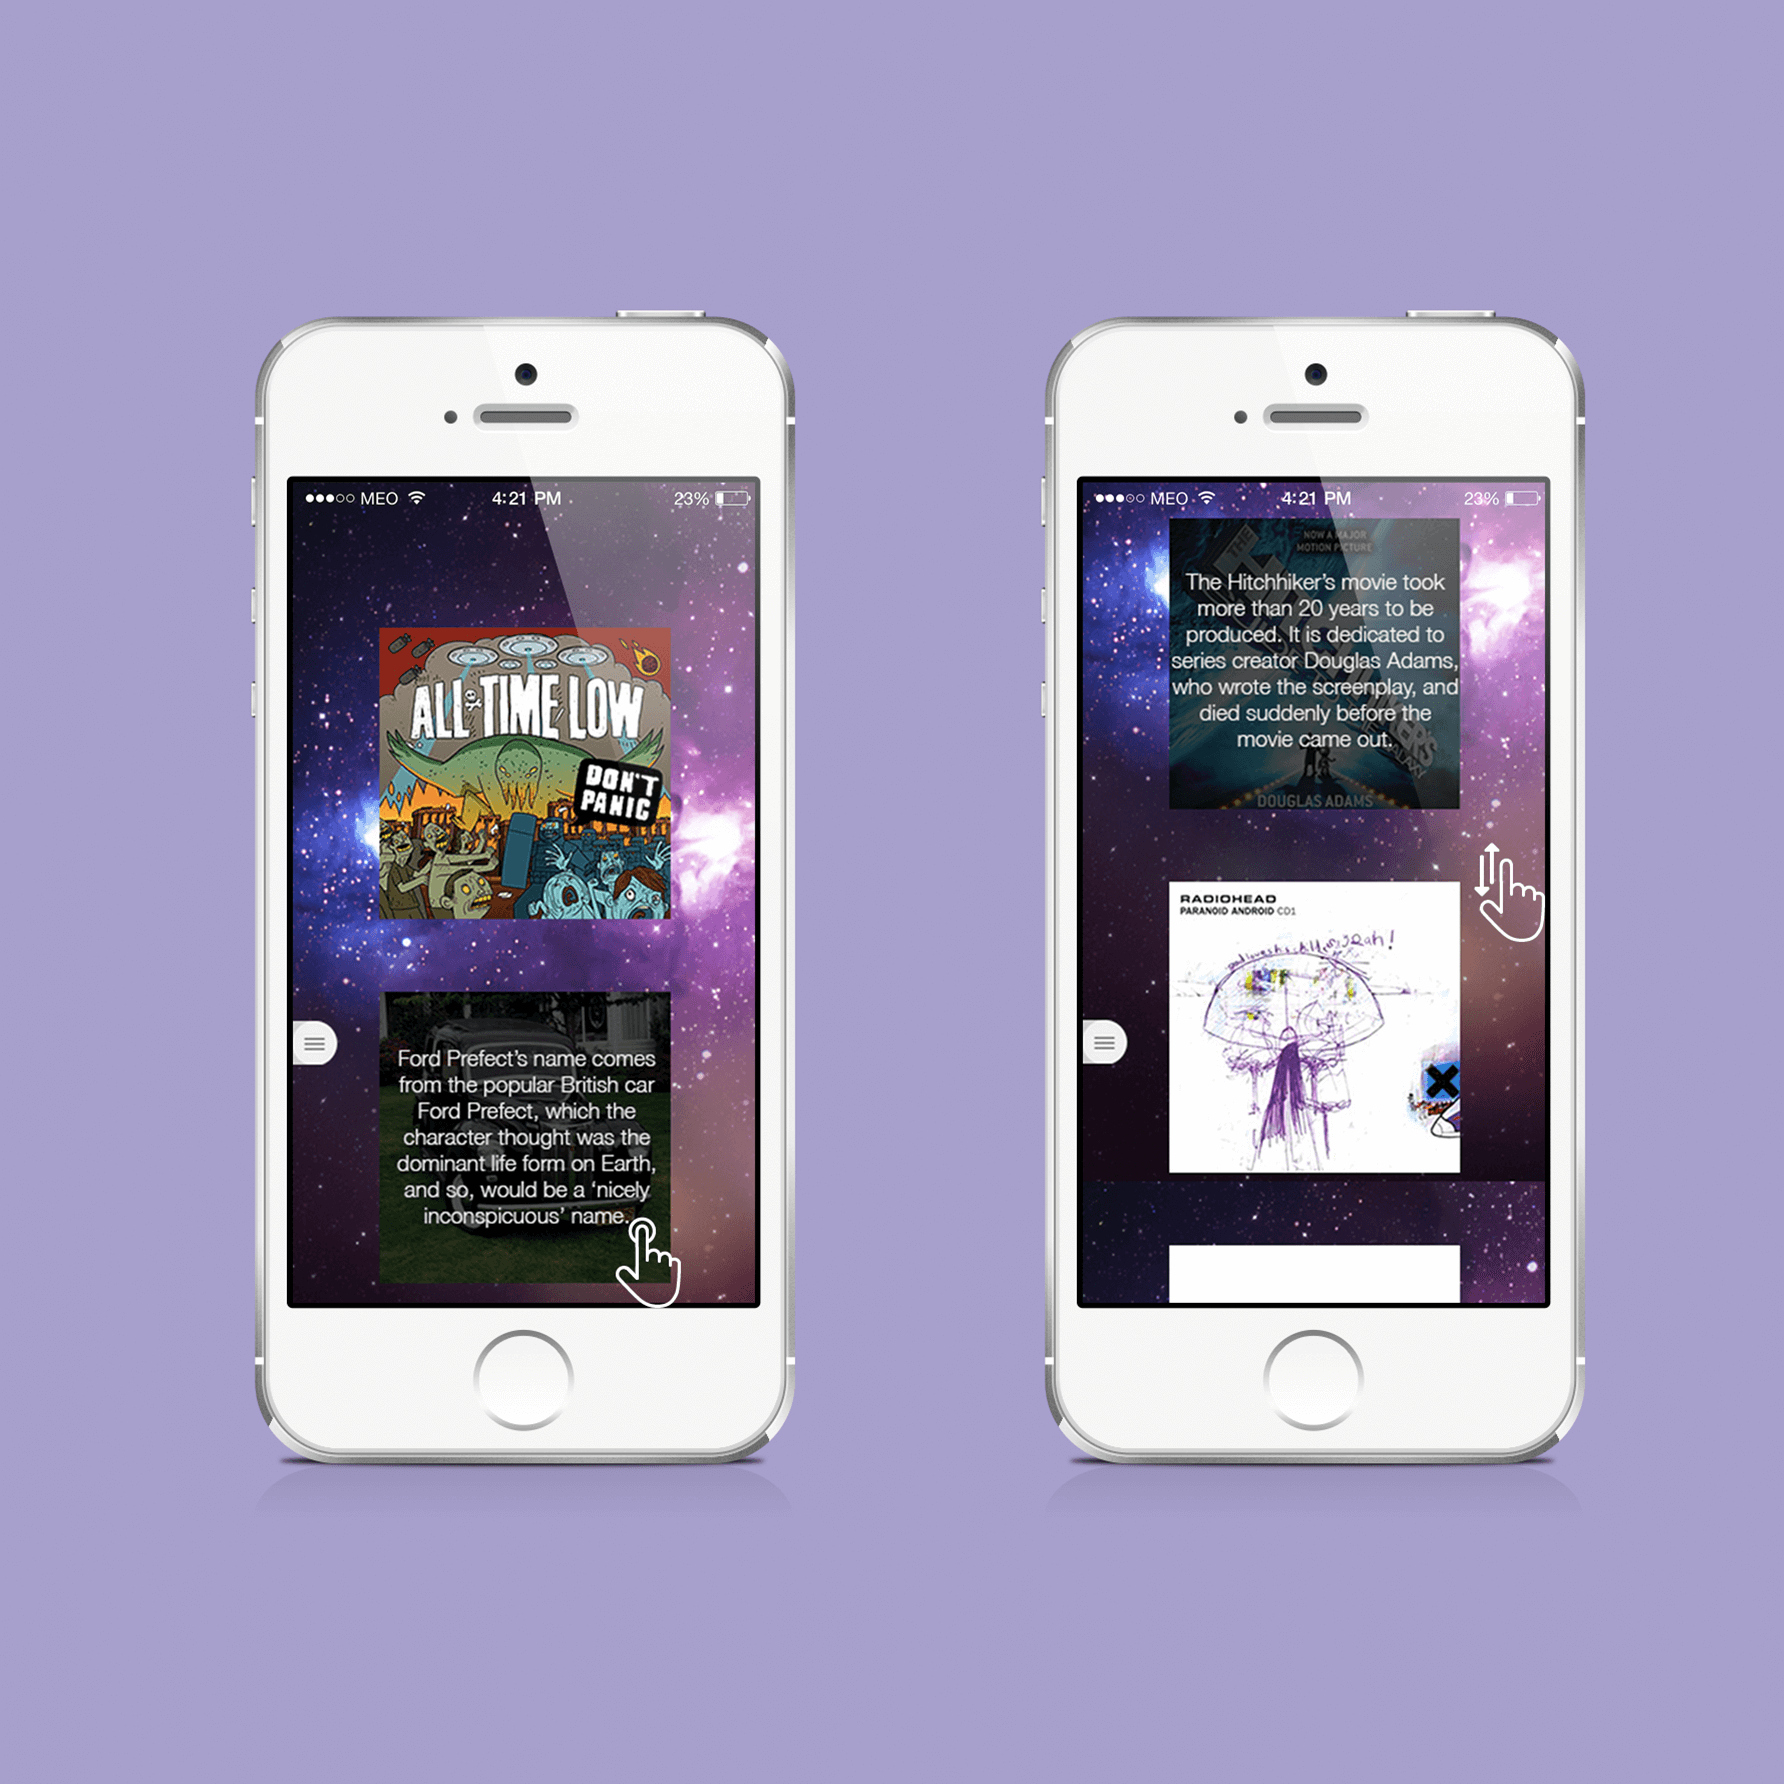 MEO 4:21 PM 23%
ALL TIME LOW
DON'T
PANIC
Ford Prefect's name comes
from the popular British car
Ford Prefect, which the
character thought was the
dominant life form on Earth,
and so, would be a ‘nicely
inconspicuous’ name.
MEO 4:21 PM 23%
NOW A MAJOR
MOTION PICTURE
The Hitchhiker’s movie took
more than 20 years to be
produced. It is dedicated to
series creator Douglas Adams,
who wrote the screenplay, and
died suddenly before the
movie came out.
DOUGLAS ADAMS
RADIOHEAD
PARANOID ANDROID CD1